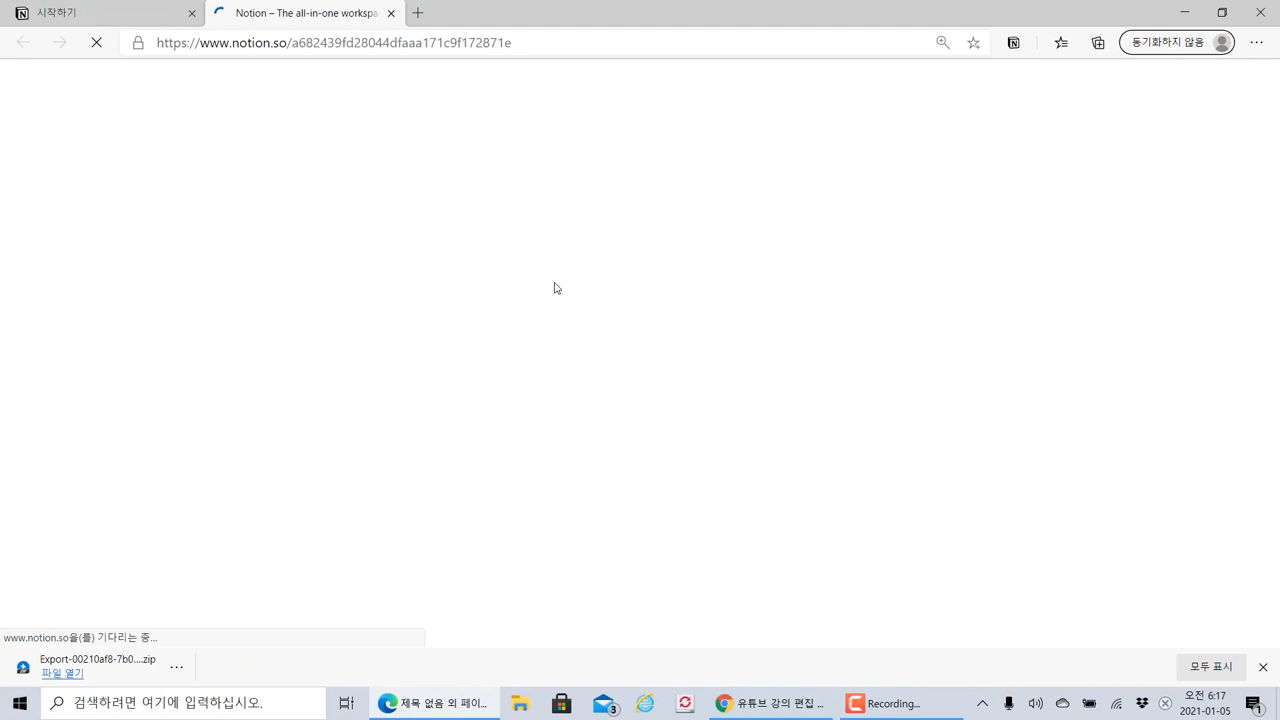 시작하기
Notion – The all-in-one workspa
https://www.notion.so/a682439fd28044dfaaa171c9f172871e
동기화하지 않음
www.notion.so을(를) 기다리는 중...
Export-00210af8-7b0....zip
파일 열기
모두 표시
검색하려면 여기에 입력하십시오.
3
제목 없음 외 페이...
유튜브 강의 편집 ...
Recording...
오전 6:17
2021-01-05
1